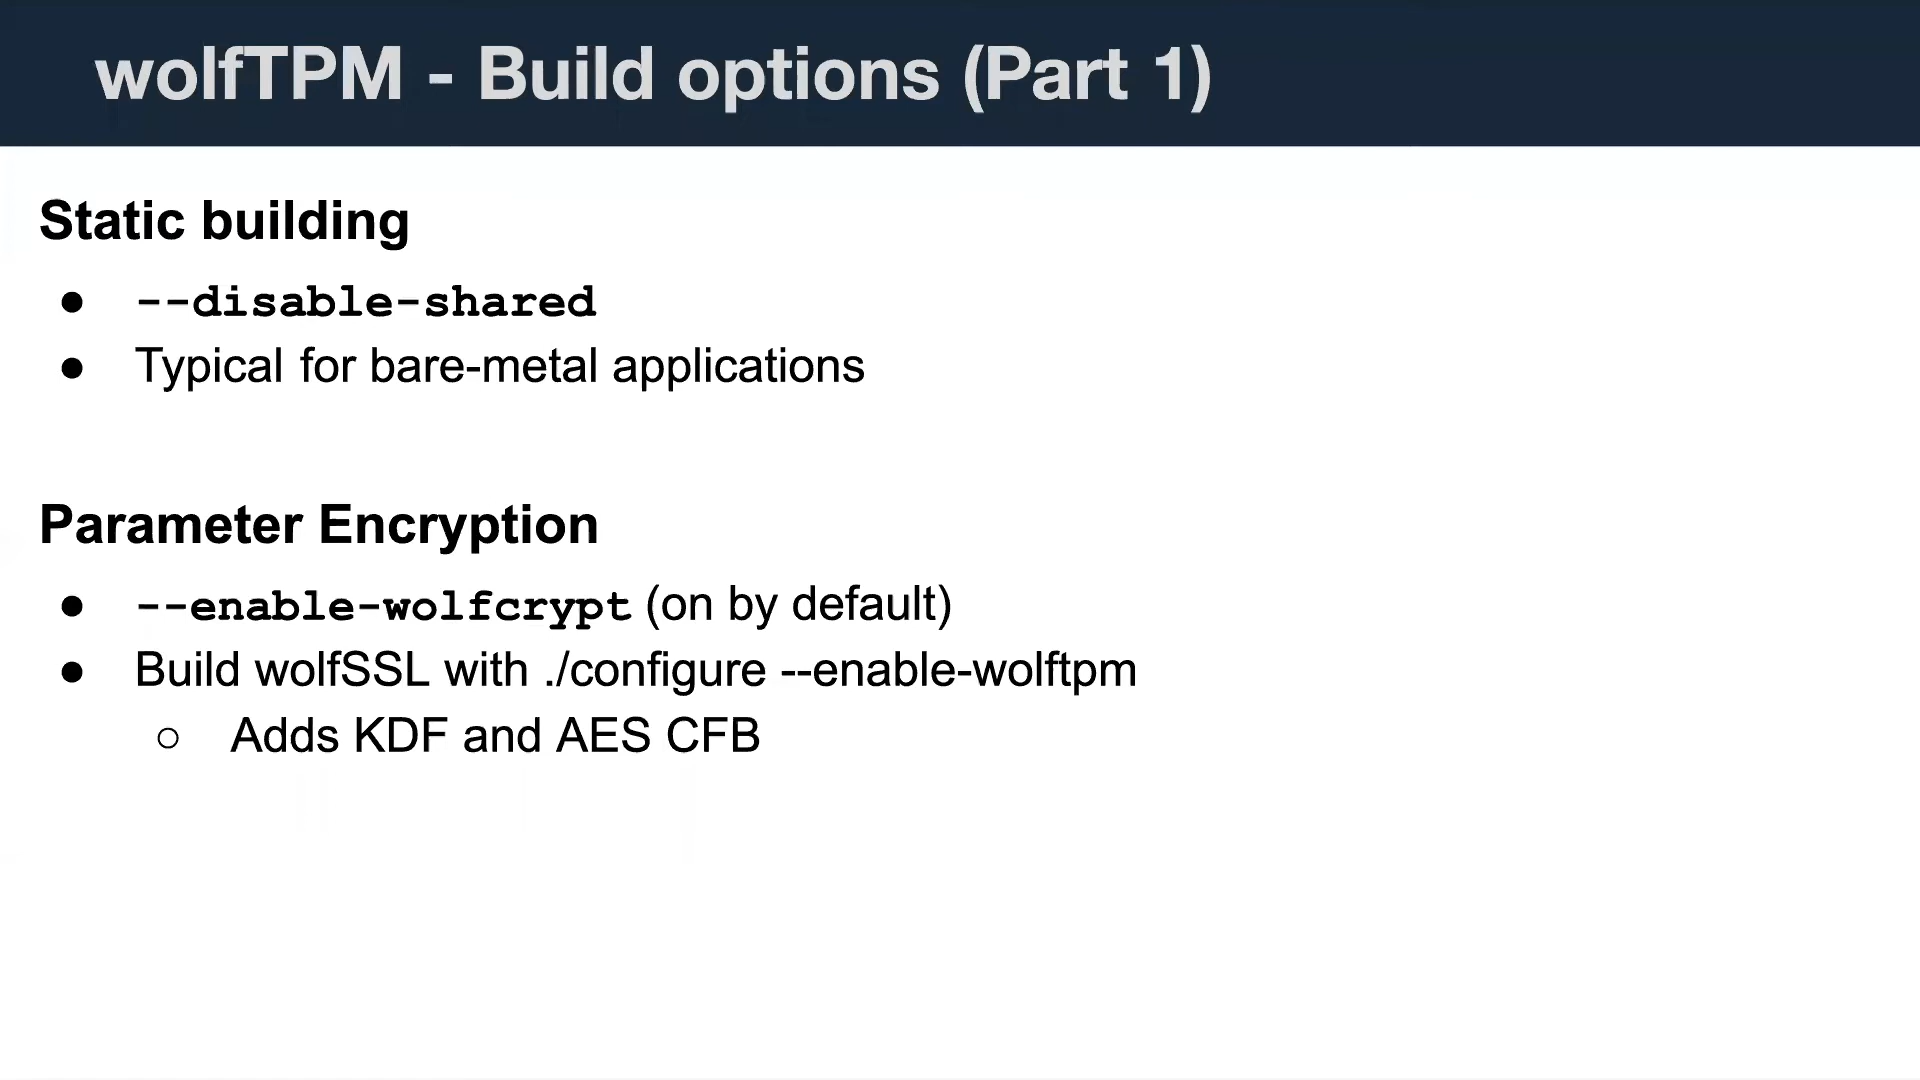 wolfTPM - Build options (Part 1)
Static building
● --disable-shared
● Typical for bare-metal applications
Parameter Encryption
● --enable-wolfcrypt (on by default)
● Build wolfSSL with ./configure --enable-wolftpm
○ Adds KDF and AES CFB